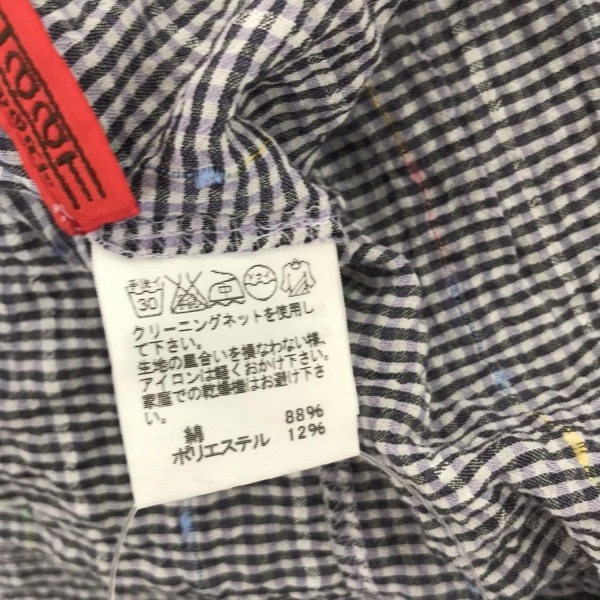 手洗イ
30
クリーニングネットを使用し
て下さい。
生地の風合いを損なわない様、
アイロンは軽くおかけ下さい。
家庭での乾燥機はお避け下さ
い。
綿 88%
ポリエステル 12%